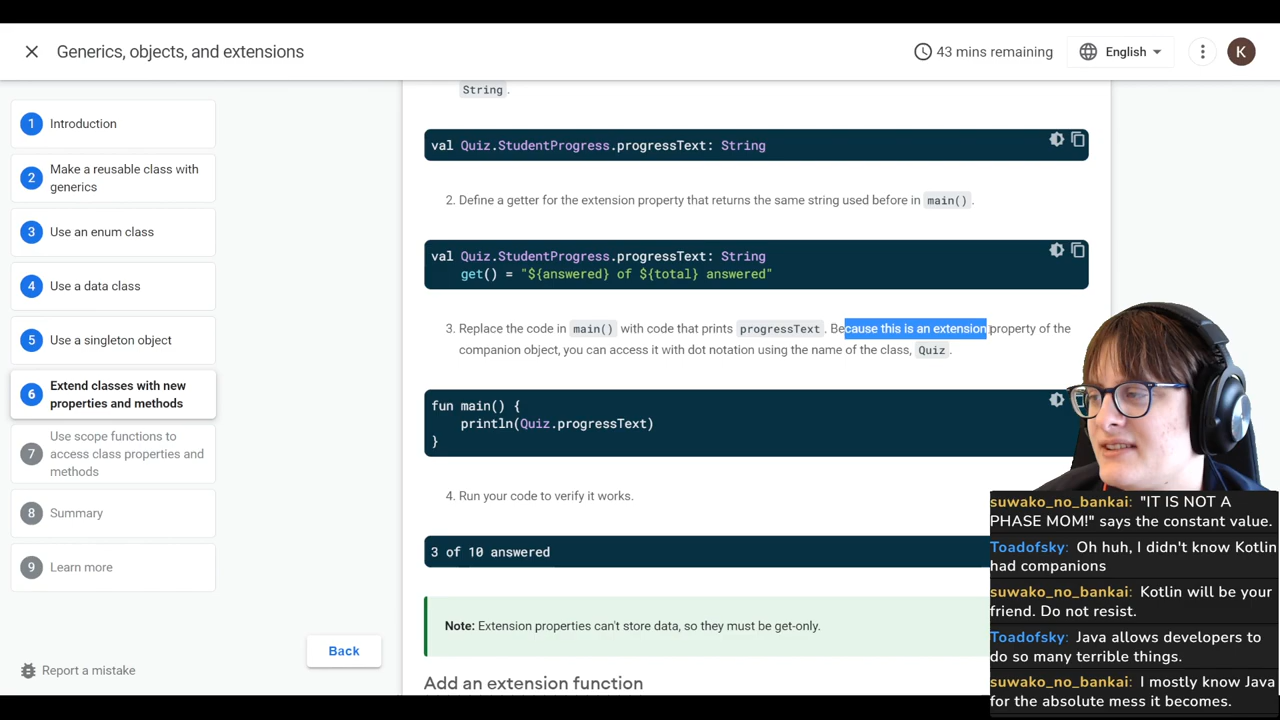 Generics, objects, and extensions
43 mins remaining
English
K
1 Introduction
2 Make a reusable class with
generics
3 Use an enum class
4 Use a data class
5 Use a singleton object
6 Extend classes with new
properties and methods
7 Use scope functions to
access class properties and
methods
8 Summary
9 Learn more
Report a mistake
Back
String.
val Quiz.StudentProgress.progressText: String
2. Define a getter for the extension property that returns the same string used before in main().
val Quiz.StudentProgress.progressText: String
get() = "${answered} of ${total} answered"
3. Replace the code in main() with code that prints progressText. Because this is an extension property of the
companion object, you can access it with dot notation using the name of the class, Quiz.
fun main() {
println(Quiz.progressText)
}
4. Run your code to verify it works.
3 of 10 answered
Note: Extension properties can't store data, so they must be get-only.
Add an extension function
suwako_no_bankai: "IT IS NOT A
PHASE MOM!" says the constant value.
Toadofsky: Oh huh, I didn't know Kotlin
had companions
suwako_no_bankai: Kotlin will be your
friend. Do not resist.
Toadofsky: Java allows developers to
do so many terrible things.
suwako_no_bankai: I mostly know Java
for the absolute mess it becomes.